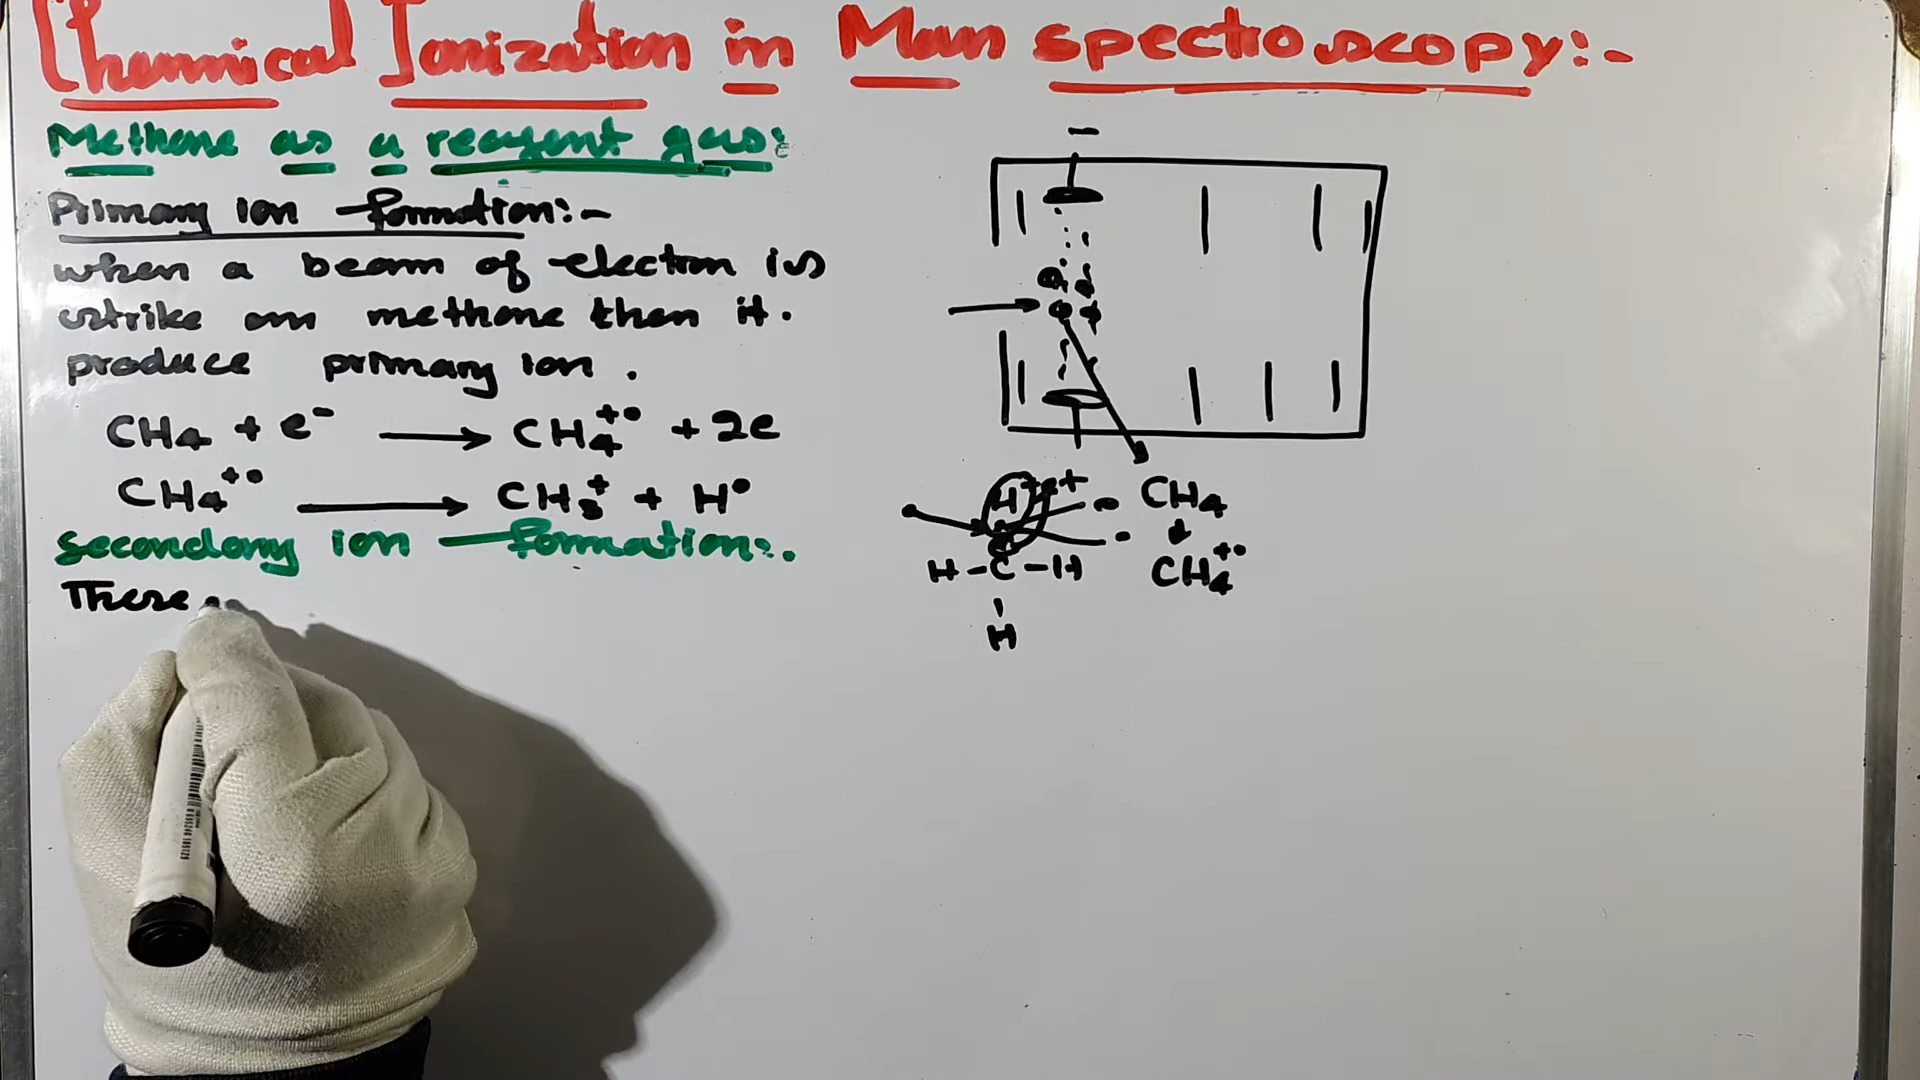 Chemical Ionization in Mass spectroscopy:-
Methane as a reagent gas:
Primary ion formation:-
when a beam of electron is
strike on methane then it.
produce primary ion.
CH4 + e⁻ ⟶ CH4⁺• + 2e
CH4⁺• ⟶ CH3⁺ + H•
secondary ion formation:.
These
–
H
H - C - H
H
CH4
+
CH4⁺•